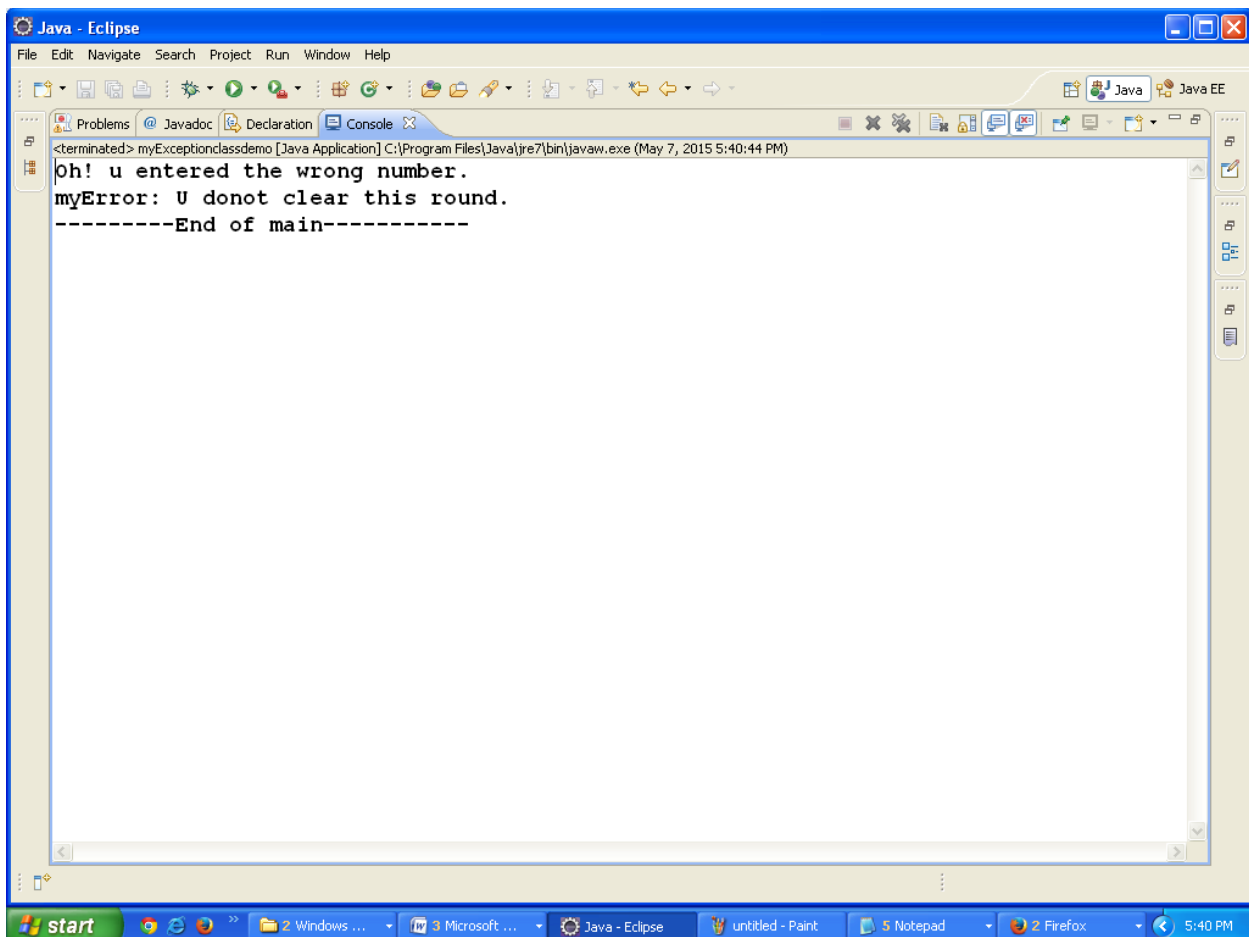 Java - Eclipse
File Edit Navigate Search Project Run Window Help
Java Java EE
Problems @ Javadoc Declaration Console
<terminated> myExceptionclassdemo [Java Application] C:\Program Files\Java\jre7\bin\javaw.exe (May 7, 2015 5:40:44 PM)
Oh! u entered the wrong number.
myError: U donot clear this round.
---------End of main-----------
start 2 Windows ... 3 Microsoft ... Java - Eclipse untitled - Paint 5 Notepad 2 Firefox 5:40 PM